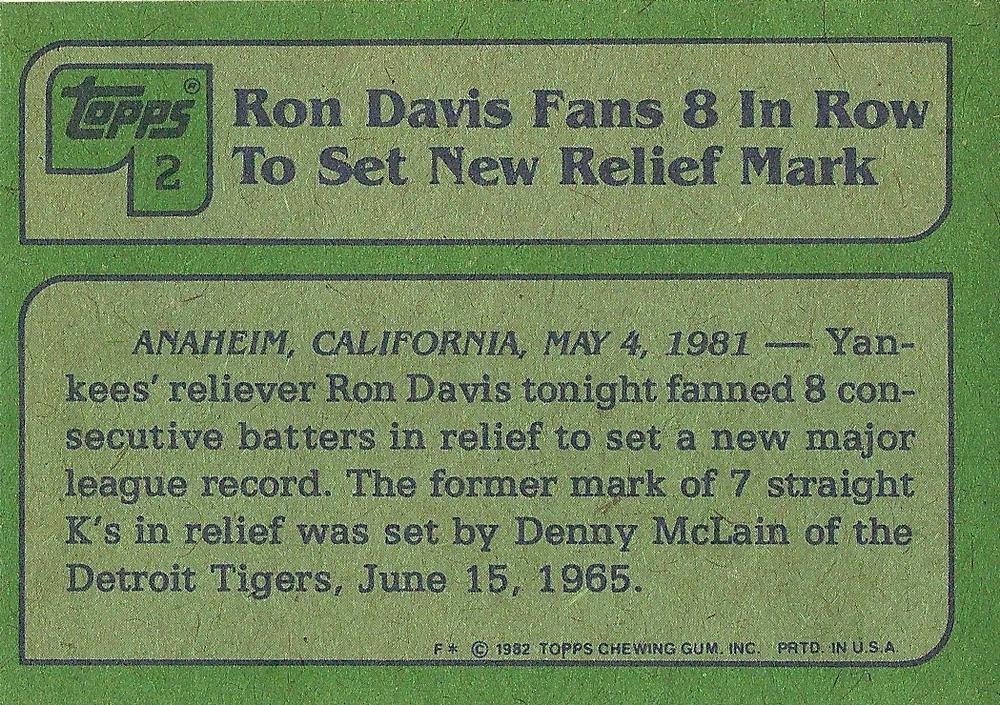 topps®
2
Ron Davis Fans 8 In Row
To Set New Relief Mark
ANAHEIM, CALIFORNIA, MAY 4, 1981 — Yan-
kees' reliever Ron Davis tonight fanned 8 con-
secutive batters in relief to set a new major
league record. The former mark of 7 straight
K's in relief was set by Denny McLain of the
Detroit Tigers, June 15, 1965.
F* © 1982 TOPPS CHEWING GUM. INC. PRTD. IN U.S.A.